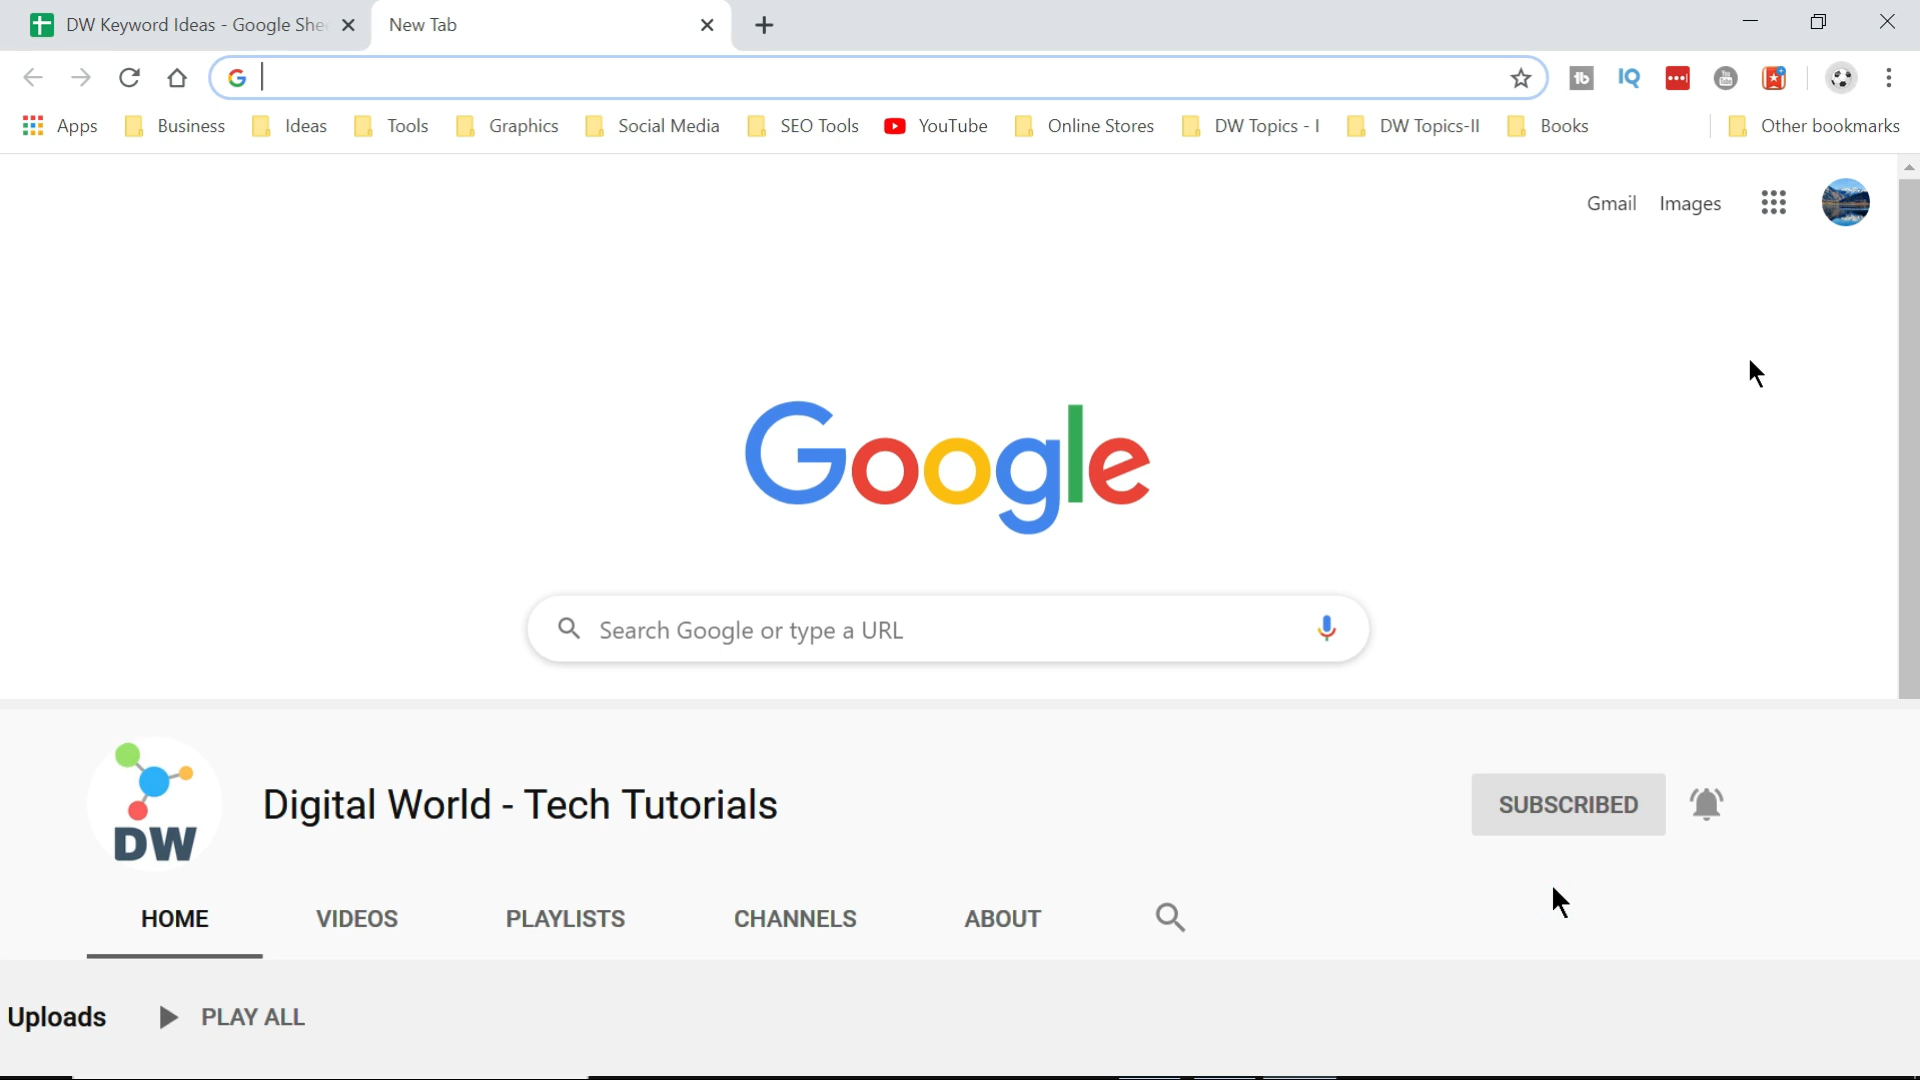 DW Keyword Ideas - Google She
New Tab
Apps
Business
Ideas
Tools
Graphics
Social Media
SEO Tools
YouTube
Online Stores
DW Topics - I
DW Topics-II
Books
Other bookmarks
Gmail
Images
Google
Search Google or type a URL
DW
Digital World - Tech Tutorials
SUBSCRIBED
HOME
VIDEOS
PLAYLISTS
CHANNELS
ABOUT
Uploads
PLAY ALL